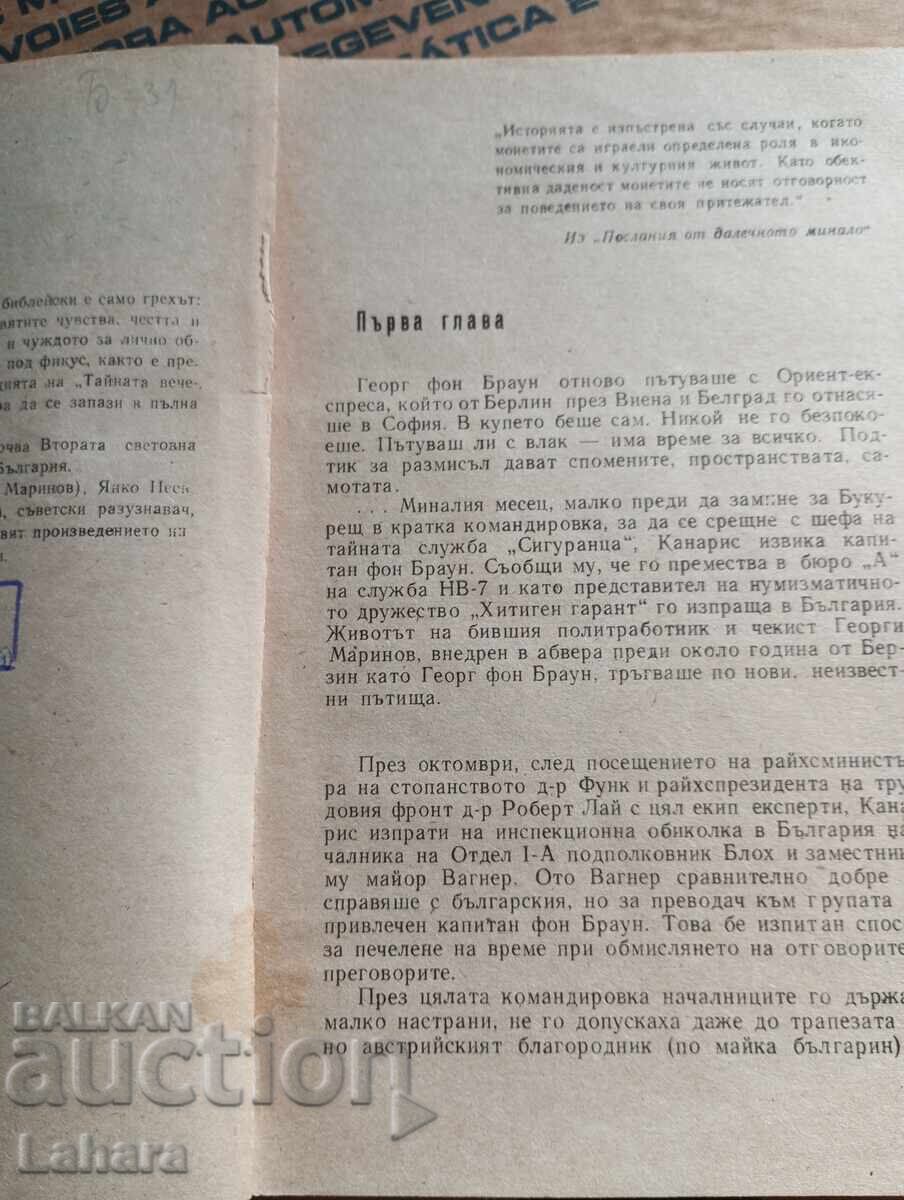 VOIES A
AUTOM
EGEVEN
ÁTICA E
Б-31
библейски е само грехът:
чувства, честта и
и чуждото за лично об-
под фикус, както е пре-
на „Тайната вече-
да се запази в пълна
Втората световна
България.
Маринов), Янко
съветски разузнавач,
произведението на
„Историята е изпъстрена със случаи, когато
монетите са играели определена роля в ико-
номическия и културния живот. Като обек-
тивна даденост монетите не носят отговорност
за поведението на своя притежател.“
Из „Послания от далечното минало“
Първа глава
Георг фон Браун отново пътуваше с Ориент-ек-
спреса, който от Берлин през Виена и Белград го отнася-
ше в София. В купето беше сам. Никой не го безпоко-
еше. Пътуваш ли с влак — има време за всичко. Под-
тик за размисъл дават спомените, пространствата, са-
мотата.
. . . Миналия месец, малко преди да замине за Буку-
рещ в кратка командировка, за да се срещне с шефа на
тайната служба „Сигуранца“, Канарис извика капи-
тан фон Браун. Съобщи му, че го премества в бюро „А“
на служба НВ-7 и като представител на нумизматично-
то дружество „Хитиген гарант“ го изпраща в България.
Животът на бившия политработник и чекист Георги
Маринов, внедрен в абвера преди около година от Бер-
зин като Георг фон Браун, тръгваше по нови, неизвест-
ни пътища.
През октомври, след посещението на райхсминистъ-
ра на стопанството д-р Функ и райхспрезидента на тру
довия фронт д-р Роберт Лай с цял екип експерти, Кана
рис изпрати на инспекционна обиколка в България на
чалника на Отдел I-А подполковник Блох и заместник
му майор Вагнер. Ото Вагнер сравнително добре
справяше с българския, но за преводач към групата
привлечен капитан фон Браун. Това бе изпитан спос
за печелене на време при обмислянето на отговорите
преговорите.
През цялата командировка началниците го държа
малко настрани, не го допускаха даже до трапезата
но австрийският благородник (по майка българин)
BALKAN
auction
Lahara